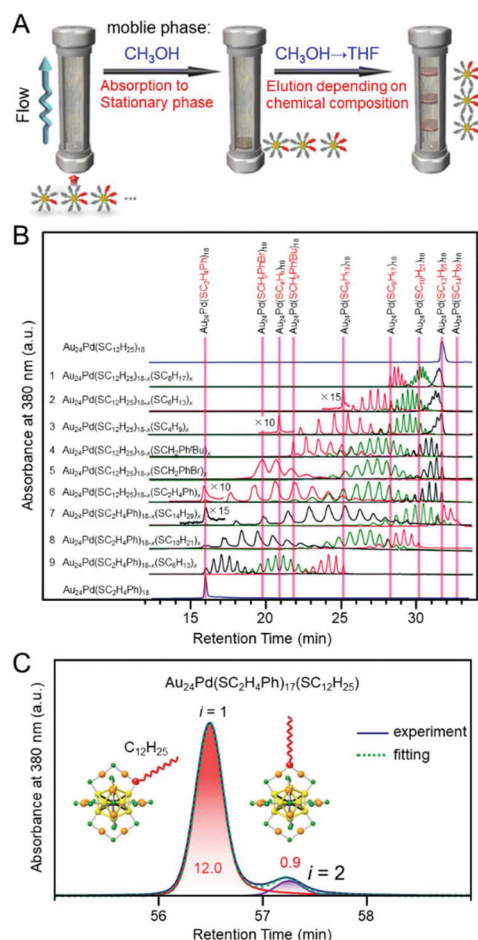 A
moblie phase:
Flow
CH₃OH
Absorption to
Stationary phase
CH₃OH→THF
Elution depending on
chemical composition
...
B
Au₂₄Pd(SC₂H₄Ph)₁₈
Au₂₄Pd(SCH₂PhBr)₁₈
Au₂₄Pd(SC₄H₉)₁₈
Au₂₄Pd(SCH₂PhᵗBu)₁₈
Au₂₄Pd(SC₆H₁₃)₁₈
Au₂₄Pd(SC₈H₁₇)₁₈
Au₂₄Pd(SC₁₀H₂₁)₁₈
Au₂₄Pd(SC₁₂H₂₅)₁₈
Au₂₄Pd(SC₁₄H₂₉)₁₈
Absorbance at 380 nm (a.u.)
Au₂₄Pd(SC₁₂H₂₅)₁₈
1 Au₂₄Pd(SC₁₂H₂₅)₁₈₋ₓ(SC₈H₁₇)ₓ
2 Au₂₄Pd(SC₁₂H₂₅)₁₈₋ₓ(SC₆H₁₃)ₓ ×15
3 Au₂₄Pd(SC₁₂H₂₅)₁₈₋ₓ(SC₄H₉)ₓ ×10
4 Au₂₄Pd(SC₁₂H₂₅)₁₈₋ₓ(SCH₂PhᵗBu)ₓ
5 Au₂₄Pd(SC₁₂H₂₅)₁₈₋ₓ(SCH₂PhBr)ₓ
6 Au₂₄Pd(SC₁₂H₂₅)₁₈₋ₓ(SC₂H₄Ph)ₓ ×10
7 Au₂₄Pd(SC₂H₄Ph)₁₈₋ₓ(SC₁₄H₂₉)ₓ ×15
8 Au₂₄Pd(SC₂H₄Ph)₁₈₋ₓ(SC₁₀H₂₁)ₓ
9 Au₂₄Pd(SC₂H₄Ph)₁₈₋ₓ(SC₆H₁₃)ₓ
Au₂₄Pd(SC₂H₄Ph)₁₈
15 20 25 30
Retention Time (min)
C
Au₂₄Pd(SC₂H₄Ph)₁₇(SC₁₂H₂₅)
Absorbance at 380 nm (a.u.)
i = 1
experiment
fitting
C₁₂H₂₅
12.0
0.9
i = 2
56 57 58
Retention Time (min)